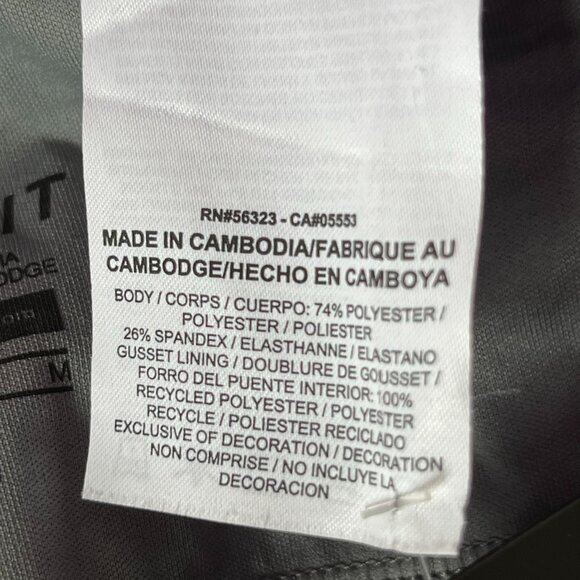 RN#56323 - CA#05553
MADE IN CAMBODIA/FABRIQUE AU
CAMBODGE/HECHO EN CAMBOYA
BODY / CORPS / CUERPO: 74% POLYESTER /
POLYESTER / POLIESTER
26% SPANDEX / ELASTHANNE / ELASTANO
GUSSET LINING / DOUBLURE DE GOUSSET /
FORRO DEL PUENTE INTERIOR: 100%
RECYCLED POLYESTER / POLYESTER
RECYCLE / POLIESTER RECICLADO
EXCLUSIVE OF DECORATION / DECORATION
NON COMPRISE / NO INCLUYE LA
DECORACION
M